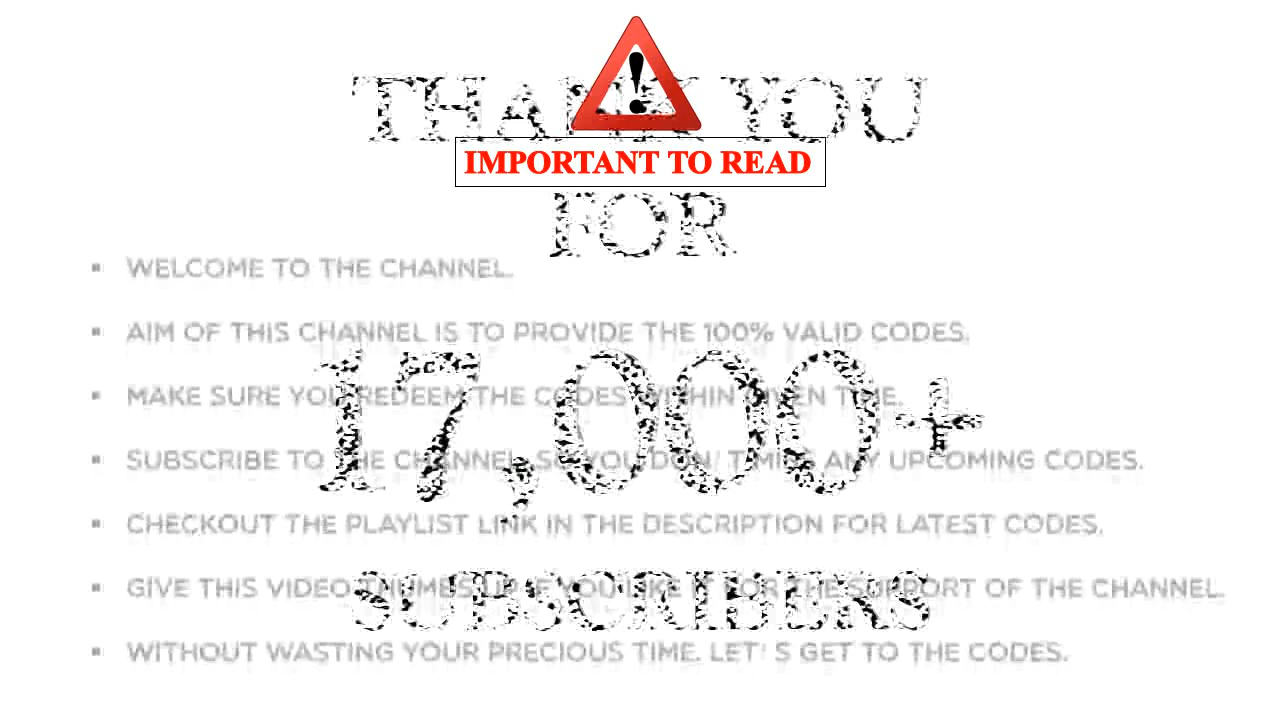 THANK YOU
IMPORTANT TO READ
FOR
WELCOME TO THE CHANNEL.
AIM OF THIS CHANNEL IS TO PROVIDE THE 100% VALID CODES.
17,000+
MAKE SURE YOU REDEEM THE CODES WITHIN GIVEN TIME.
SUBSCRIBE TO THE CHANNEL, SO YOU DON' T MISS ANY UPCOMING CODES.
CHECKOUT THE PLAYLIST LINK IN THE DESCRIPTION FOR LATEST CODES.
GIVE THIS VIDEO THUMBS UP IF YOU LIKE IT FOR THE SUPPORT OF THE CHANNEL.
SUBSCRIBERS
WITHOUT WASTING YOUR PRECIOUS TIME. LET' S GET TO THE CODES.